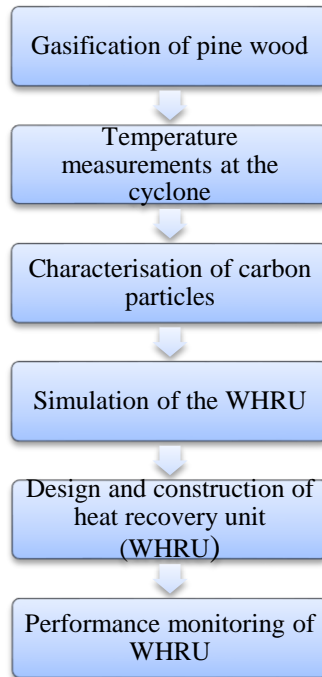 Gasification of pine wood
Temperature
measurements at the
cyclone
Characterisation of carbon
particles
Simulation of the WHRU
Design and construction of
heat recovery unit
(WHRU)
Performance monitoring of
WHRU